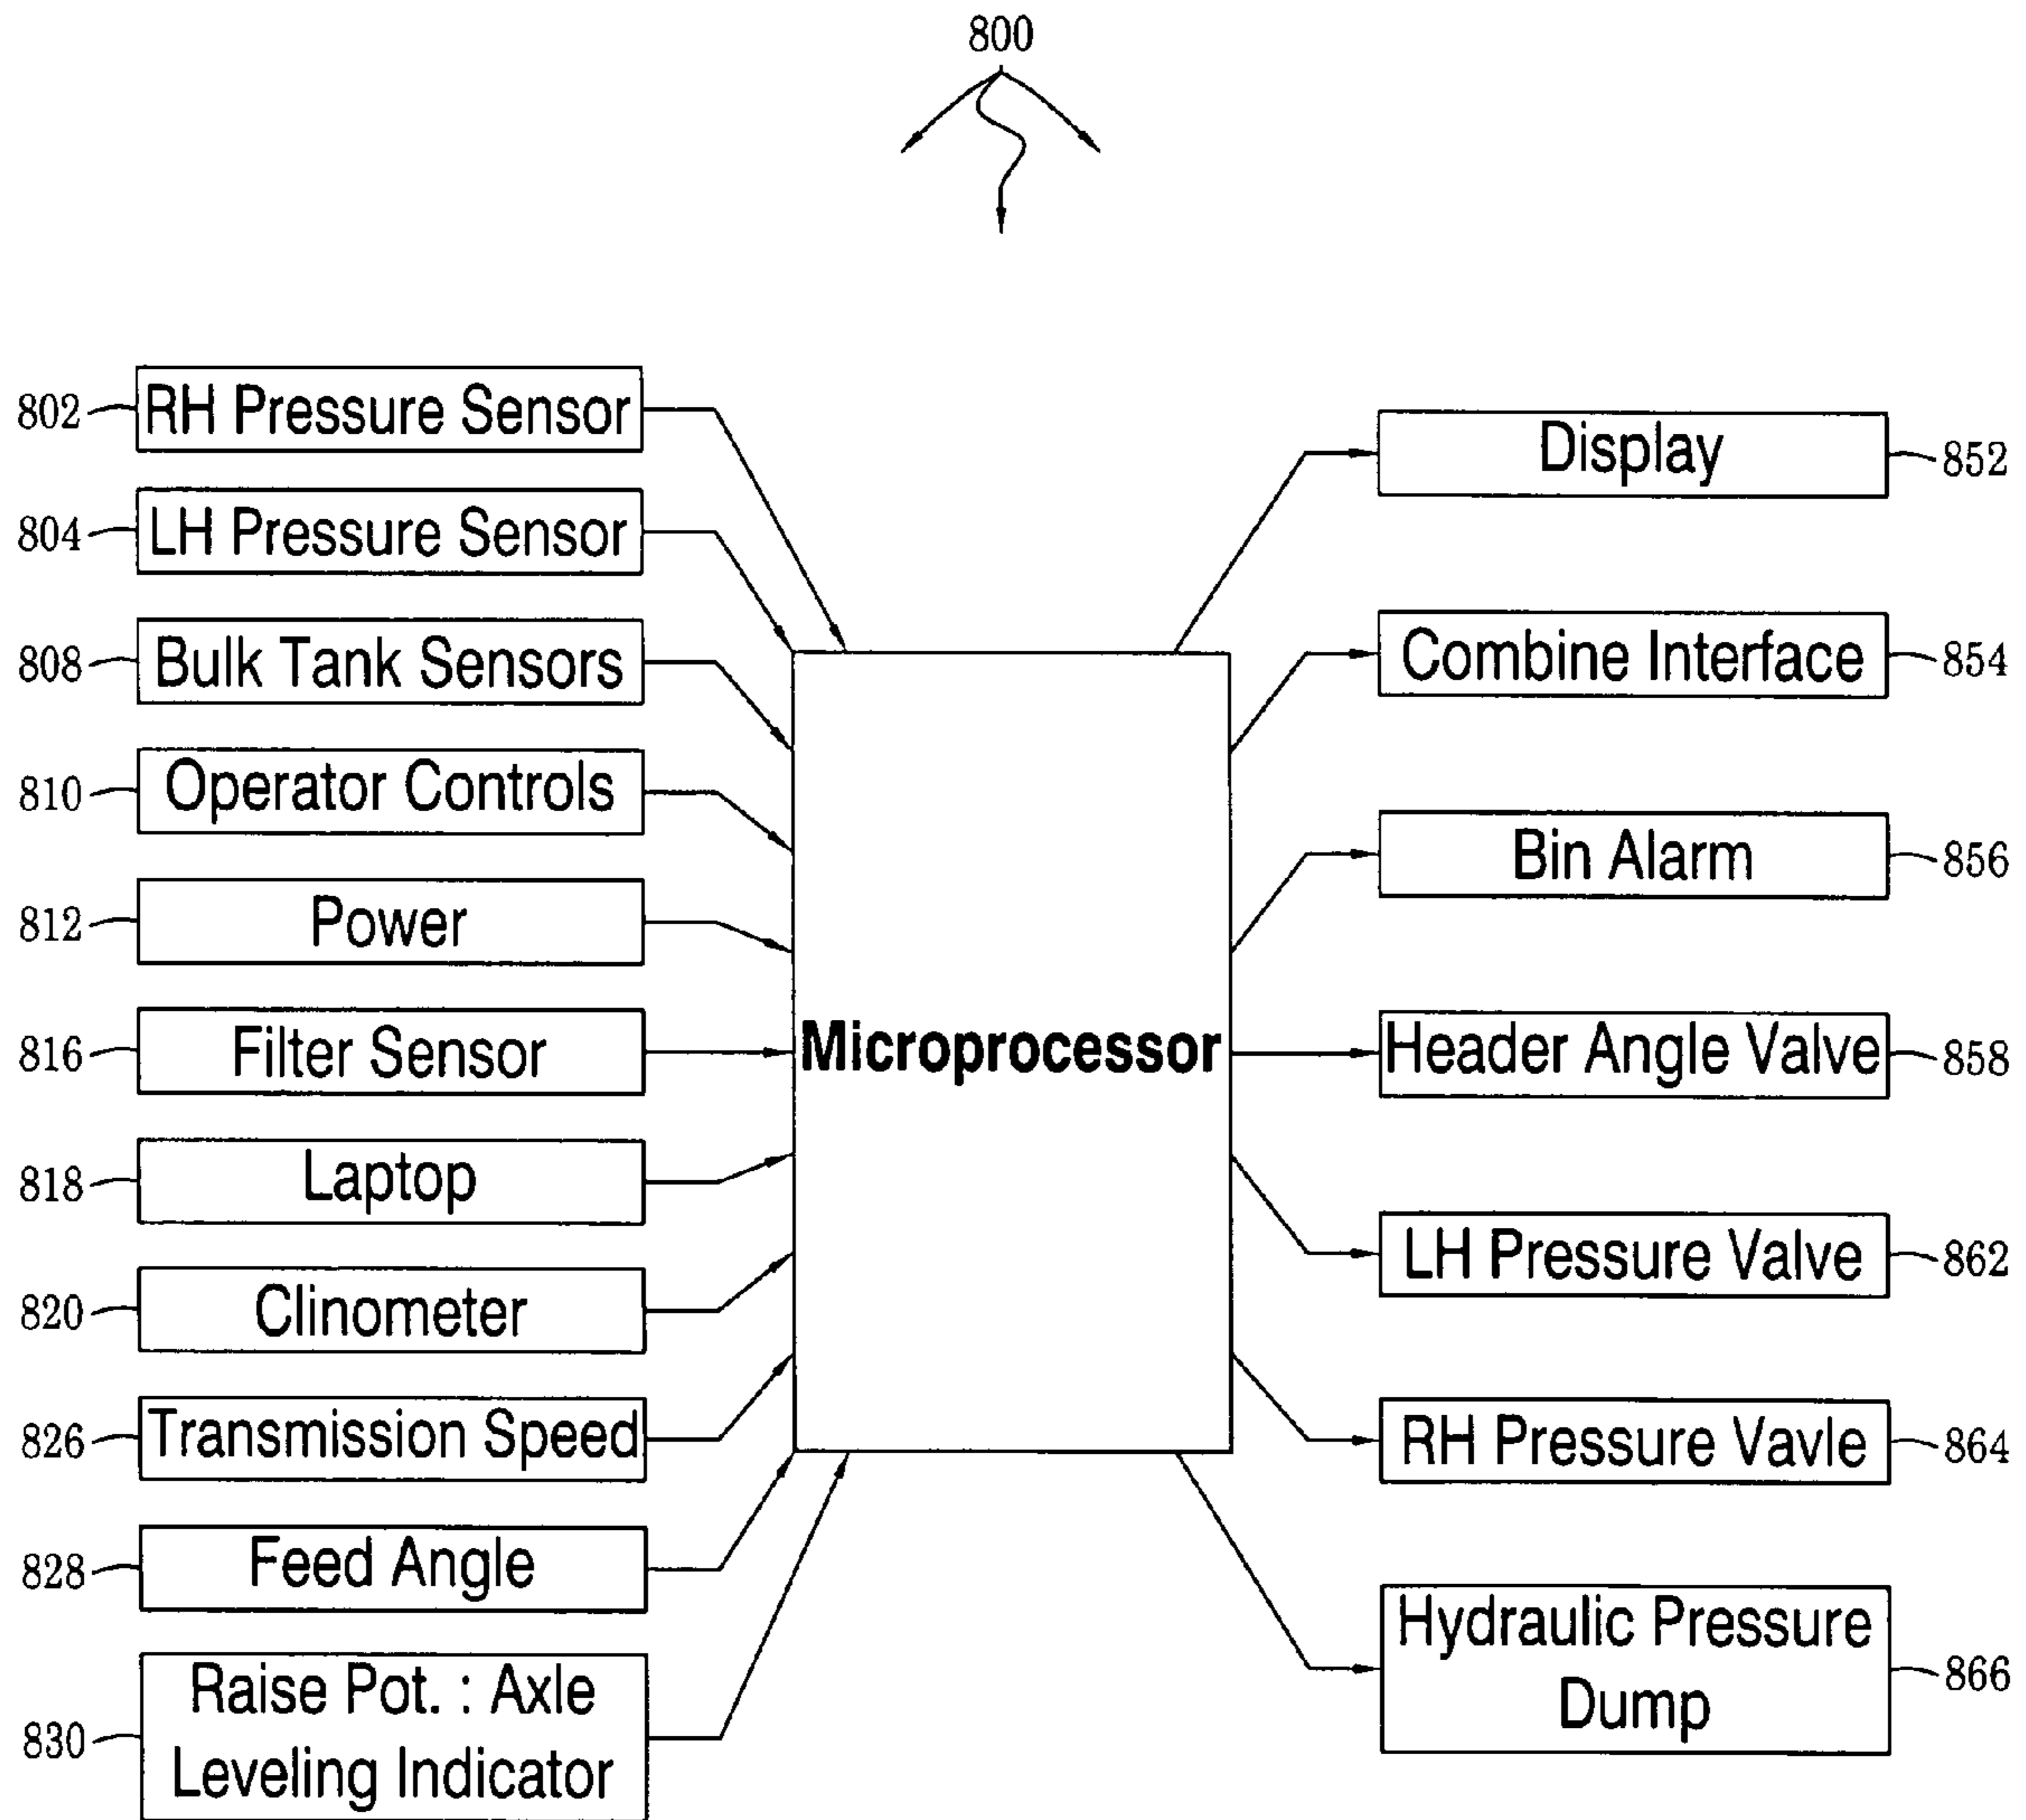 800
802 RH Pressure Sensor
804 LH Pressure Sensor
808 Bulk Tank Sensors
810 Operator Controls
812 Power
816 Filter Sensor
818 Laptop
820 Clinometer
826 Transmission Speed
828 Feed Angle
830 Raise Pot. : Axle
Leveling Indicator
Microprocessor
Display 852
Combine Interface 854
Bin Alarm 856
Header Angle Valve 858
LH Pressure Valve 862
RH Pressure Vavle 864
Hydraulic Pressure
Dump 866